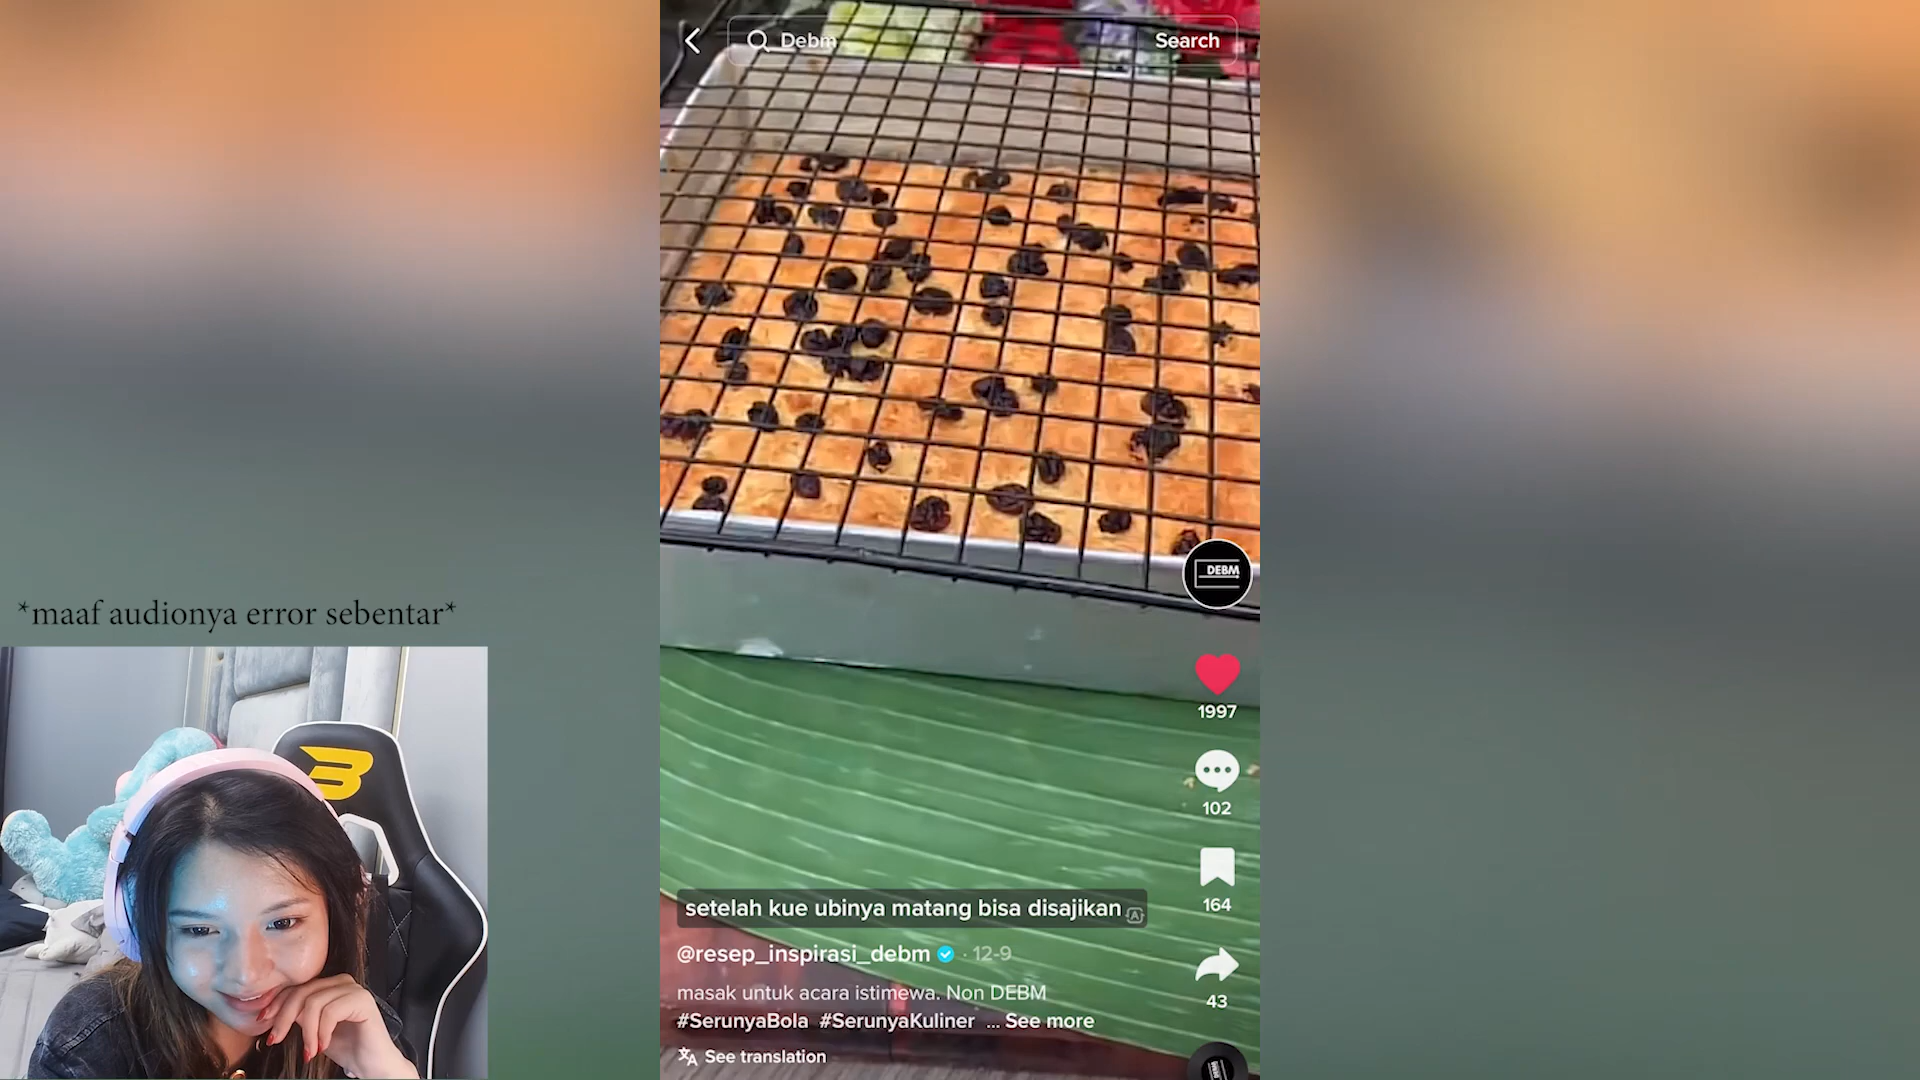 Debm
Search
*maaf audionya error sebentar*
DEBM
1997
102
164
43
setelah kue ubinya matang bisa disajikan
@resep_inspirasi_debm · 12-9
masak untuk acara istimewa. Non DEBM
#SerunyaBola #SerunyaKuliner ... See more
See translation